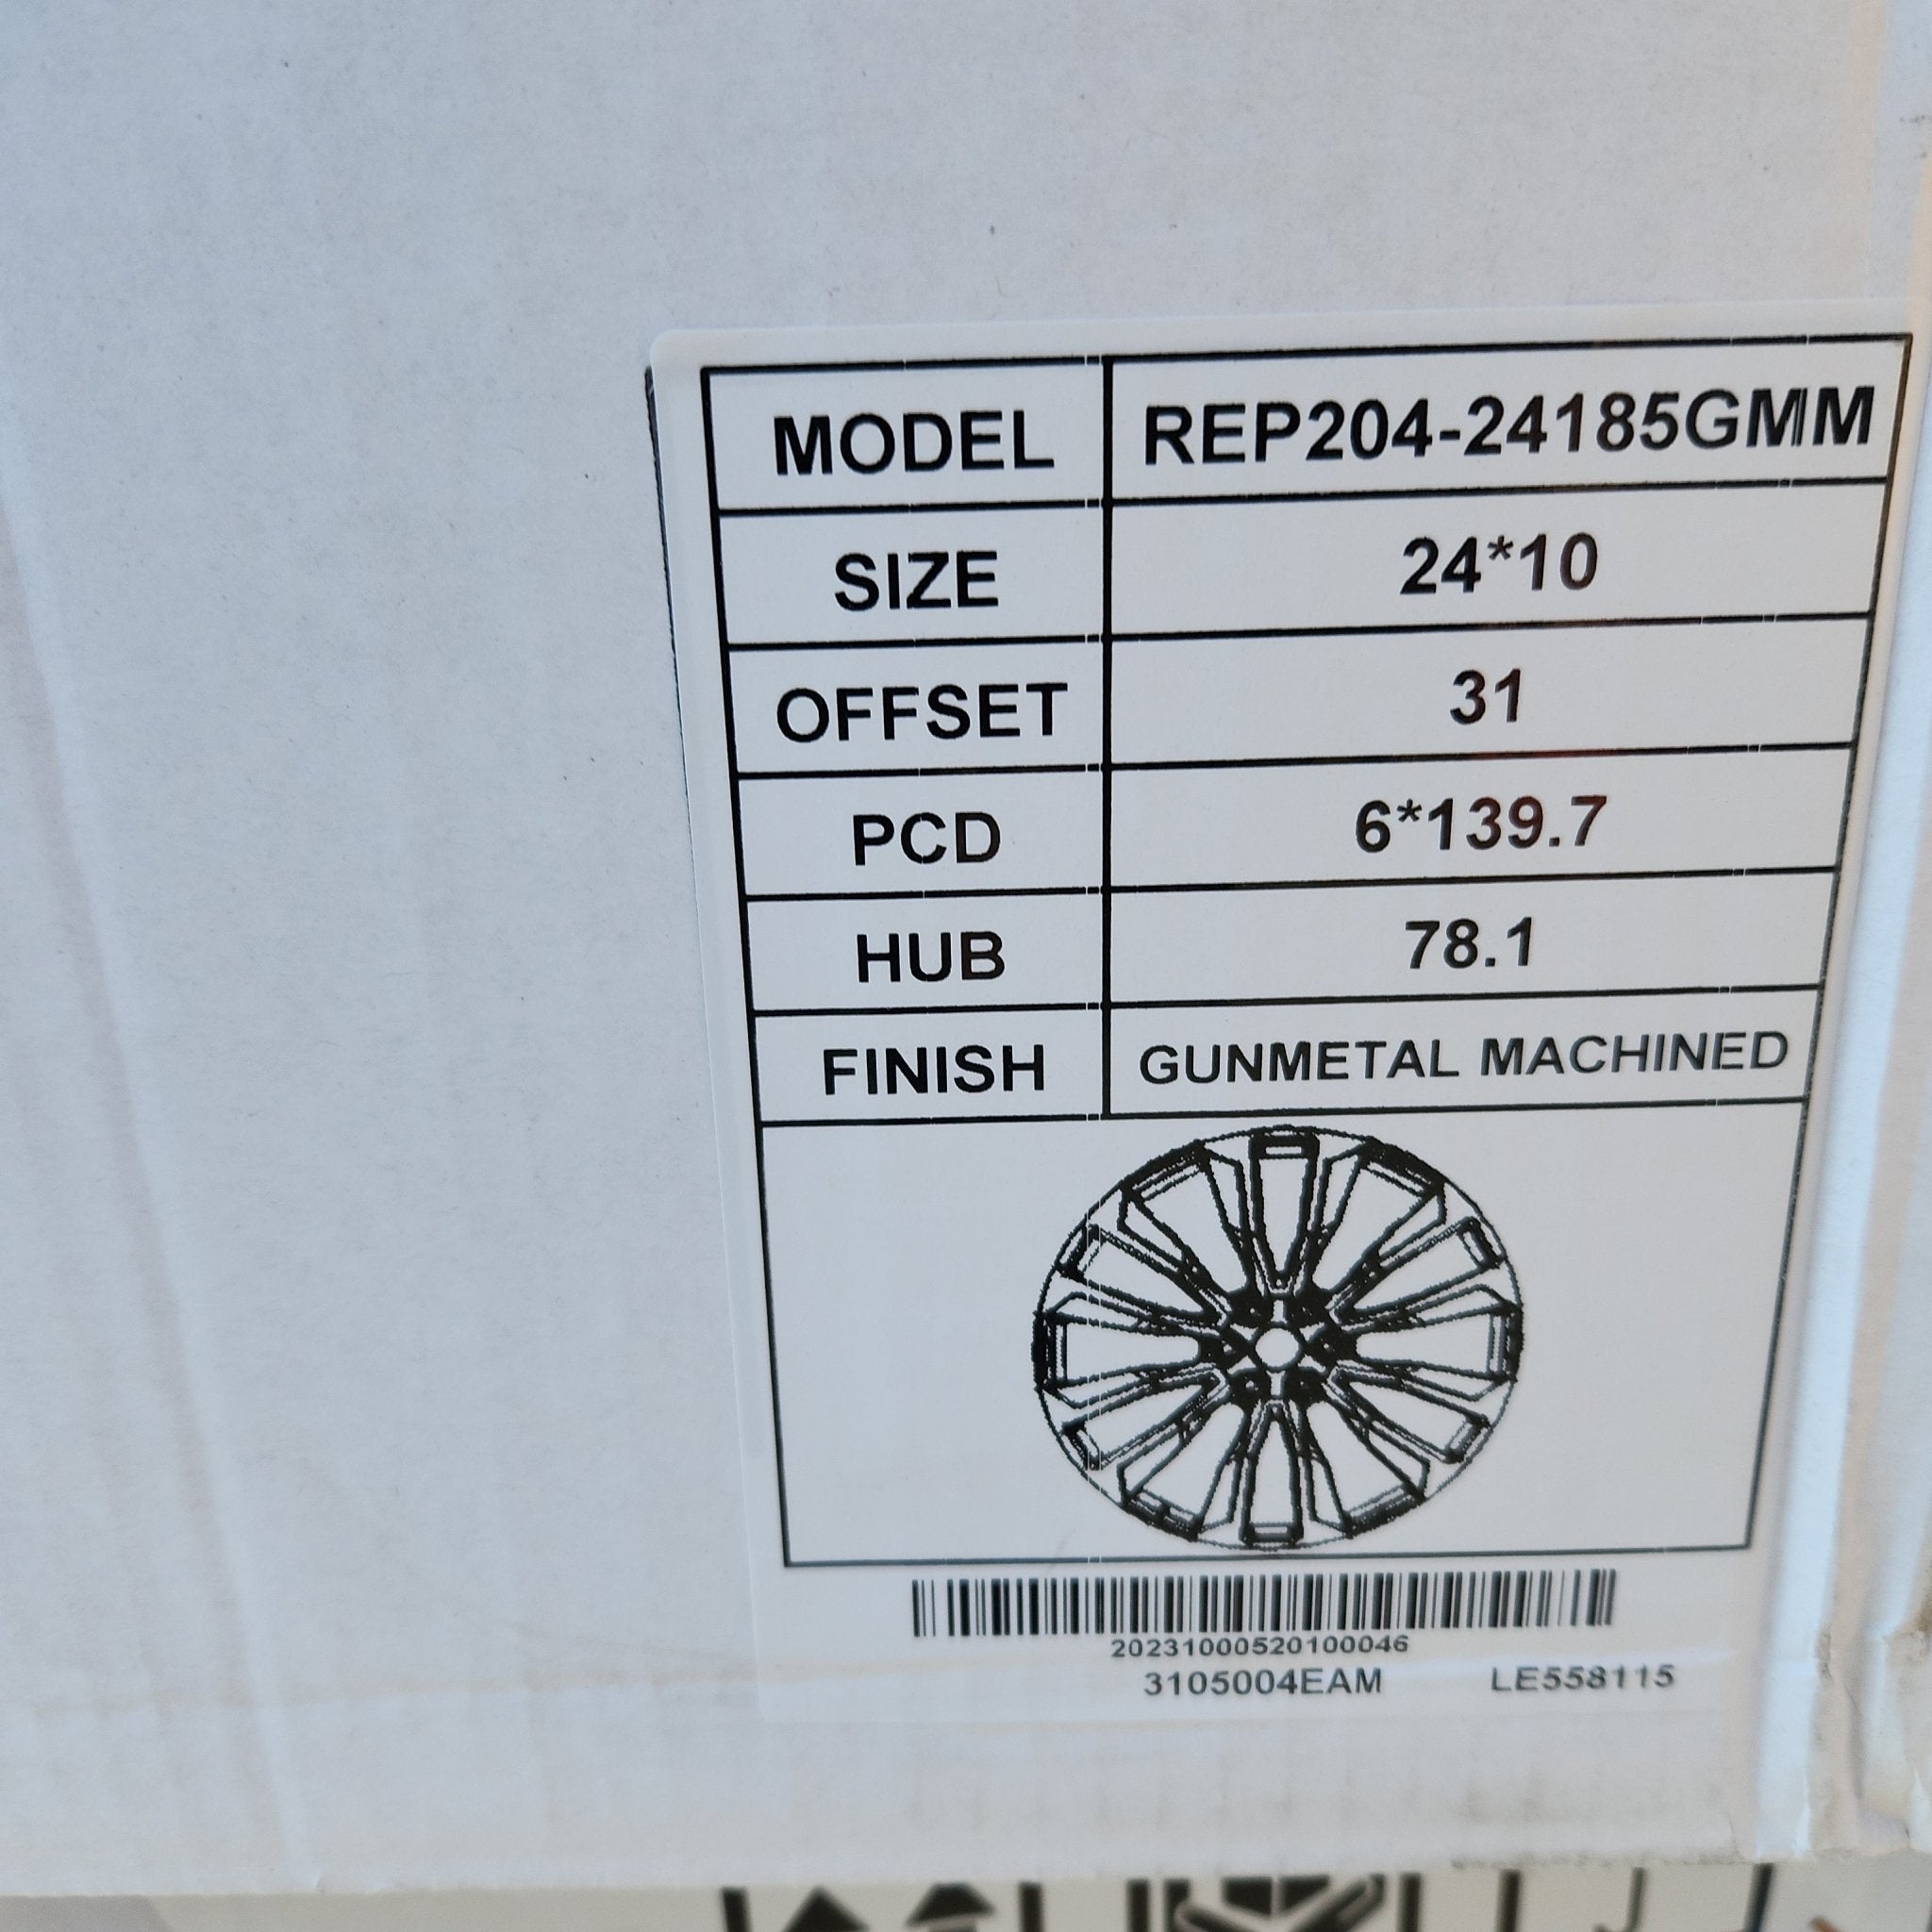 MODEL REP204-24185GMM
SIZE 24*10
OFFSET 31
PCD 6*139.7
HUB 78.1
FINISH GUNMETAL MACHINED
20231000520100046
3105004EAM LE558115